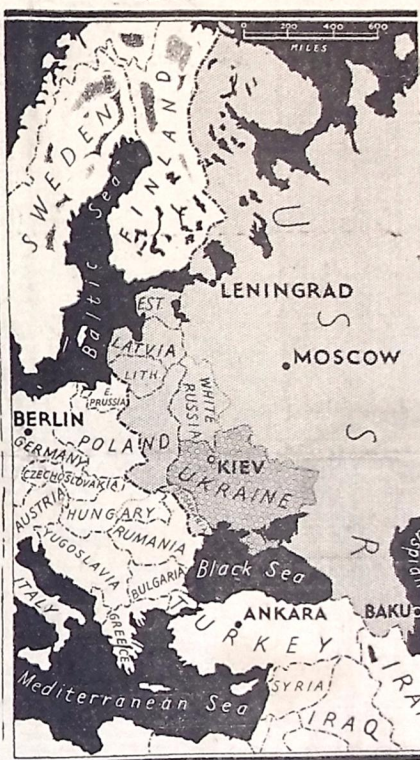 0 200 400 600
MILES
SWEDEN
FINLAND
Baltic Sea
U
S
S
R
LENINGRAD
EST.
LATVIA
LITH.
MOSCOW
E. PRUSSIA
WHITE RUSSIA
BERLIN
POLAND
GERMANY
KIEV
CZECHOSLOVAKIA
UKRAINE
AUSTRIA
HUNGARY
RUMANIA
YUGOSLAVIA
BULGARIA
Black Sea
ITALY
GREECE
ANKARA
TURKEY
BAKU
Caspia
Mediterranean Sea
SYRIA
IRAQ
IRA